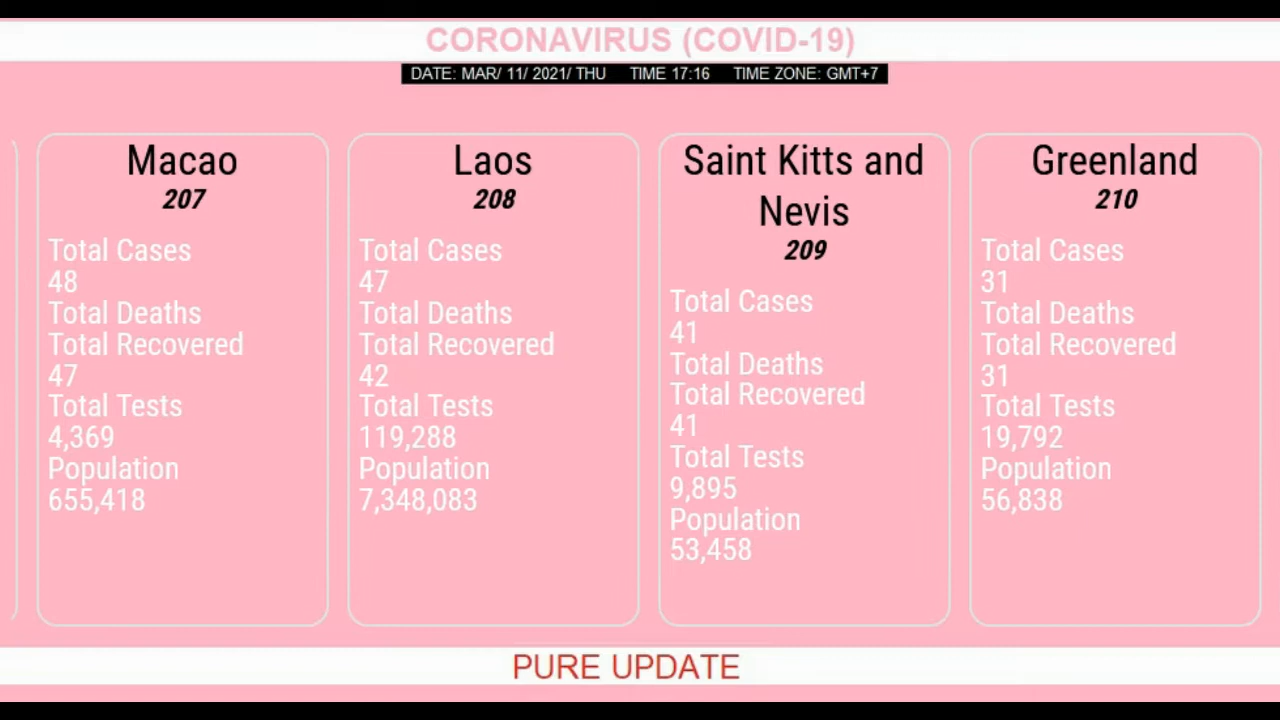 CORONAVIRUS (COVID-19)
DATE: MAR/ 11/ 2021/ THU TIME 17:16 TIME ZONE: GMT+7
Macao
207
Total Cases
48
Total Deaths
Total Recovered
47
Total Tests
4,369
Population
655,418
Laos
208
Total Cases
47
Total Deaths
Total Recovered
42
Total Tests
119,288
Population
7,348,083
Saint Kitts and
Nevis
209
Total Cases
41
Total Deaths
Total Recovered
41
Total Tests
9,895
Population
53,458
Greenland
210
Total Cases
31
Total Deaths
Total Recovered
31
Total Tests
19,792
Population
56,838
PURE UPDATE